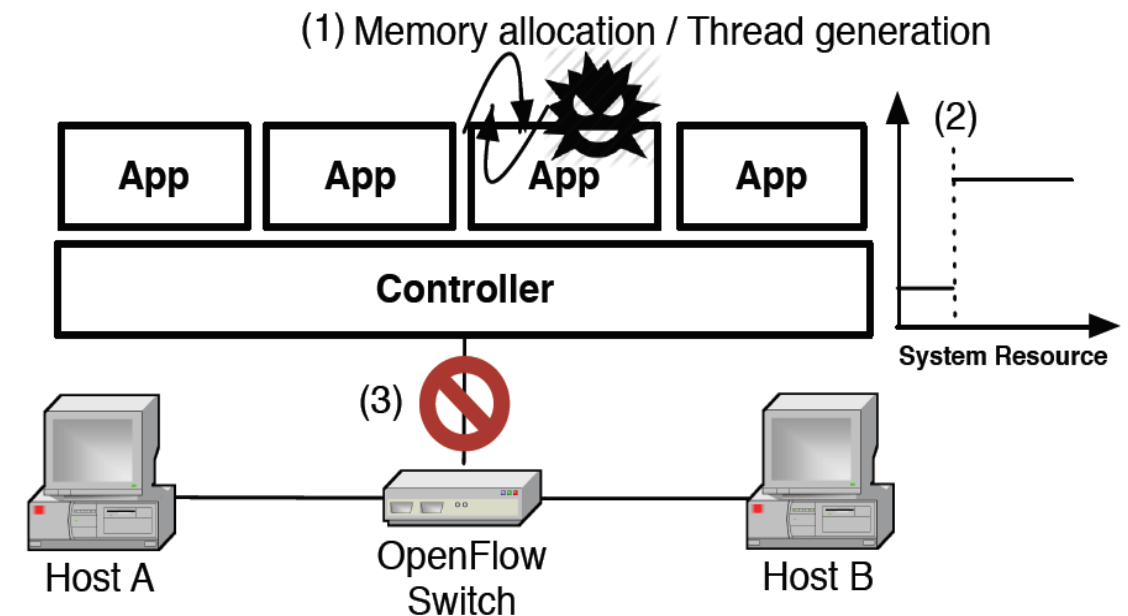 (1) Memory allocation / Thread generation
(2)
App App App App
Controller
System Resource
(3)
OpenFlow
Switch
Host A
Host B